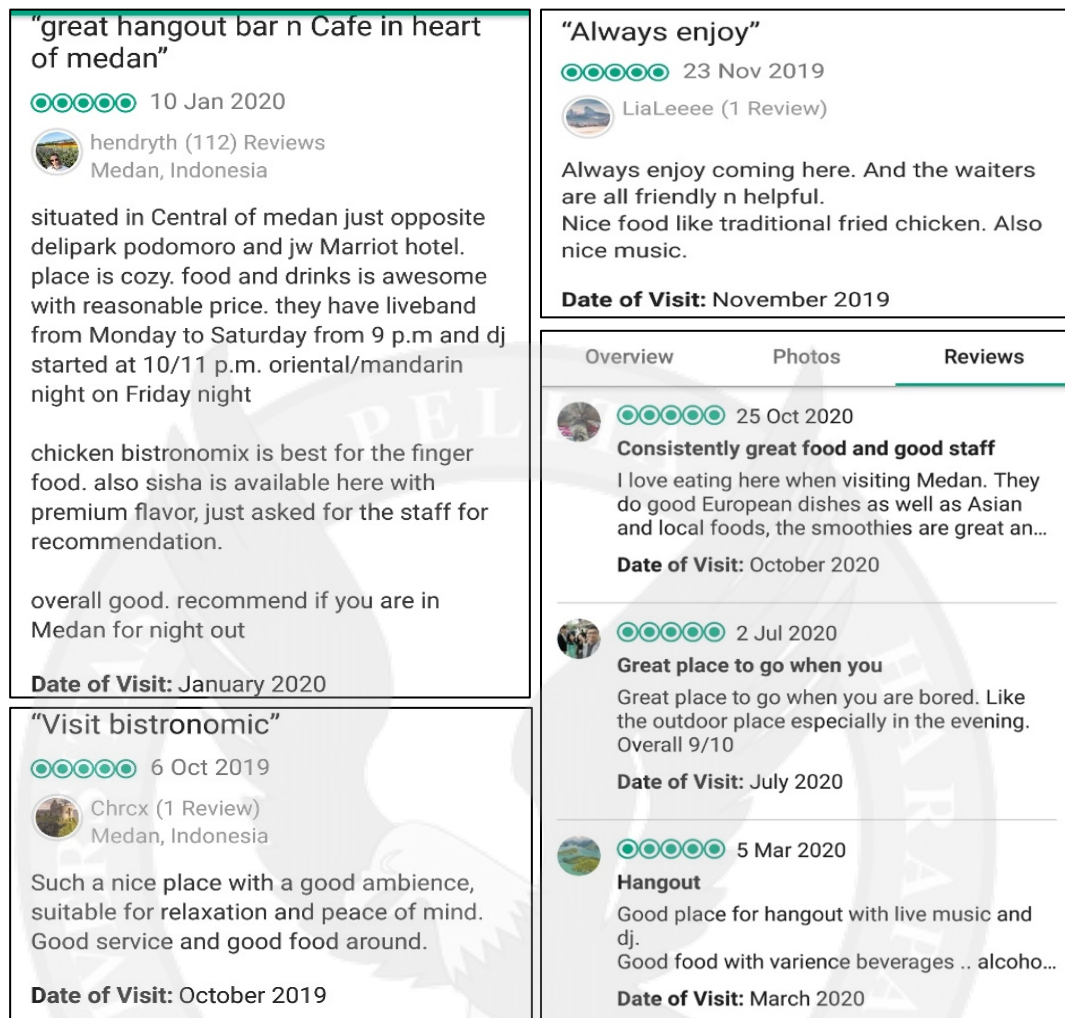 “great hangout bar n Cafe in heart
of medan”
10 Jan 2020
hendryth (112) Reviews
Medan, Indonesia
situated in Central of medan just opposite
delipark podomoro and jw Marriot hotel.
place is cozy. food and drinks is awesome
with reasonable price. they have liveband
from Monday to Saturday from 9 p.m and dj
started at 10/11 p.m. oriental/mandarin
night on Friday night
chicken bistronomix is best for the finger
food. also sisha is available here with
premium flavor, just asked for the staff for
recommendation.
overall good. recommend if you are in
Medan for night out
Date of Visit: January 2020
“Visit bistronomic”
6 Oct 2019
Chrcx (1 Review)
Medan, Indonesia
Such a nice place with a good ambience,
suitable for relaxation and peace of mind.
Good service and good food around.
Date of Visit: October 2019
“Always enjoy”
23 Nov 2019
LiaLeeee (1 Review)
Always enjoy coming here. And the waiters
are all friendly n helpful.
Nice food like traditional fried chicken. Also
nice music.
Date of Visit: November 2019
Overview Photos Reviews
25 Oct 2020
Consistently great food and good staff
I love eating here when visiting Medan. They
do good European dishes as well as Asian
and local foods, the smoothies are great an...
Date of Visit: October 2020
2 Jul 2020
Great place to go when you
Great place to go when you are bored. Like
the outdoor place especially in the evening.
Overall 9/10
Date of Visit: July 2020
5 Mar 2020
Hangout
Good place for hangout with live music and
dj.
Good food with varience beverages .. alcoho...
Date of Visit: March 2020